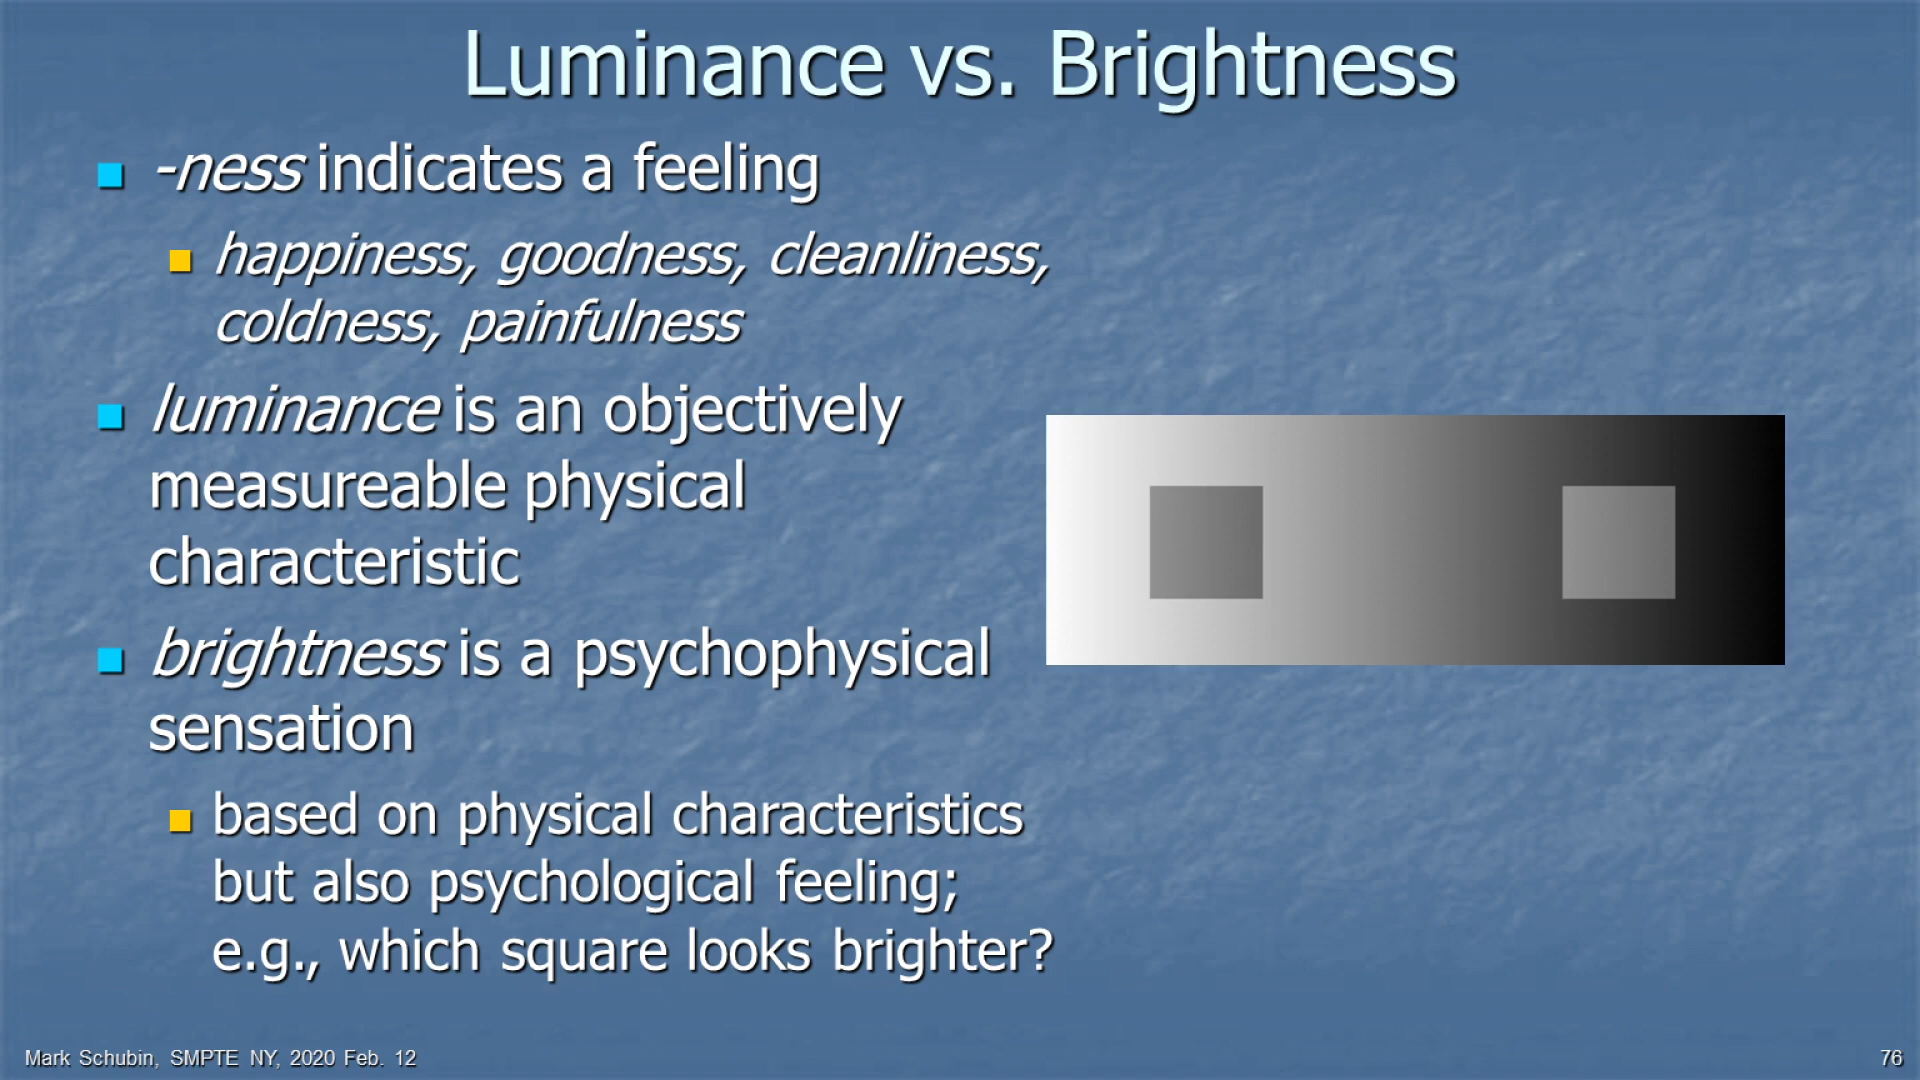 Luminance vs. Brightness
-ness indicates a feeling
happiness, goodness, cleanliness,
coldness, painfulness
luminance is an objectively
measureable physical
characteristic
brightness is a psychophysical
sensation
based on physical characteristics
but also psychological feeling;
e.g., which square looks brighter?
Mark Schubin, SMPTE NY, 2020 Feb. 12
76